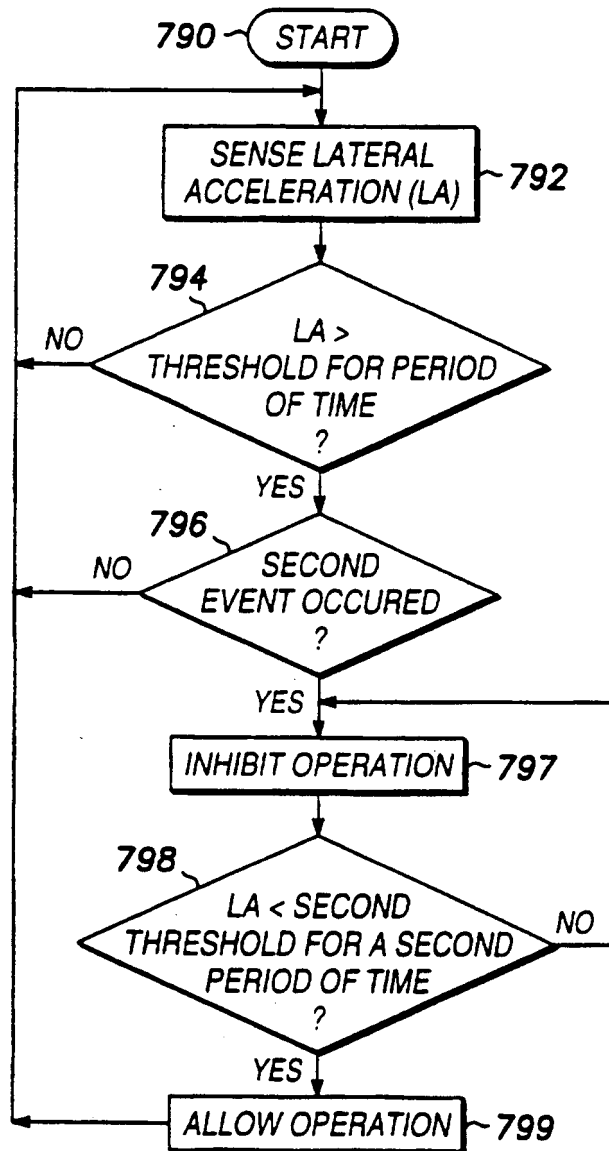 790 START
SENSE LATERAL
ACCELERATION (LA)
792
794
LA >
THRESHOLD FOR PERIOD
OF TIME
?
NO
YES
796
SECOND
EVENT OCCURED
?
NO
YES
INHIBIT OPERATION 797
798
LA < SECOND
THRESHOLD FOR A SECOND
PERIOD OF TIME
?
NO
YES
ALLOW OPERATION 799